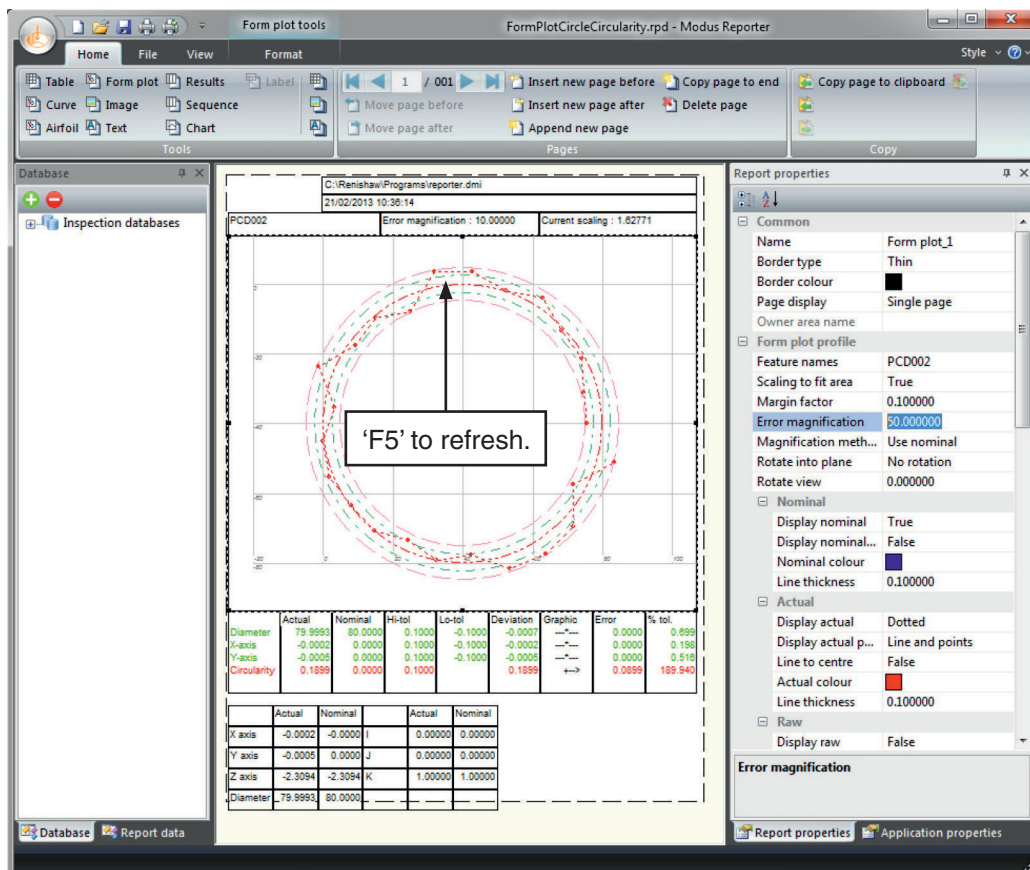 Form plot tools
FormPlotCircleCircularity.rpd - Modus Reporter
Home File View Format
Style
Table Form plot Results Label
Curve Image Sequence
Airfoil Text Chart
Tools
1 / 001
Move page before
Move page after
Insert new page before Copy page to end
Insert new page after Delete page
Append new page
Pages
Copy page to clipboard
Copy
Database
Inspection databases
C:\Renishaw\Programs\reporter.dmi
21/02/2013 10:36:14
PCD002 Error magnification : 10.00000 Current scaling : 1.62771
0
-20
-40
-60
-80
0 20 40 60 80 100
'F5' to refresh.
Actual Nominal Hi-tol Lo-tol Deviation Graphic Error % tol.
Diameter 79.9993 80.0000 0.1000 -0.1000 -0.0007 ---*--- 0.0000 0.699
X-axis -0.0002 0.0000 0.1000 -0.1000 -0.0002 ---*--- 0.0000 0.198
Y-axis -0.0005 0.0000 0.1000 -0.1000 -0.0005 ---*--- 0.0000 0.516
Circularity 0.1899 0.0000 0.1000 0.1899 +--> 0.0899 189.940
Actual Nominal Actual Nominal
X axis -0.0002 -0.0000 I 0.00000 0.00000
Y axis -0.0005 0.0000 J 0.00000 0.00000
Z axis -2.3094 -2.3094 K 1.00000 1.00000
Diameter 79.9993 80.0000
Report properties
Common
Name Form plot_1
Border type Thin
Border colour
Page display Single page
Owner area name
Form plot profile
Feature names PCD002
Scaling to fit area True
Margin factor 0.100000
Error magnification 50.000000
Magnification meth... Use nominal
Rotate into plane No rotation
Rotate view 0.000000
Nominal
Display nominal True
Display nominal... False
Nominal colour
Line thickness 0.100000
Actual
Display actual Dotted
Display actual p... Line and points
Line to centre False
Actual colour
Line thickness 0.100000
Raw
Display raw False
Error magnification
Database Report data
Report properties Application properties